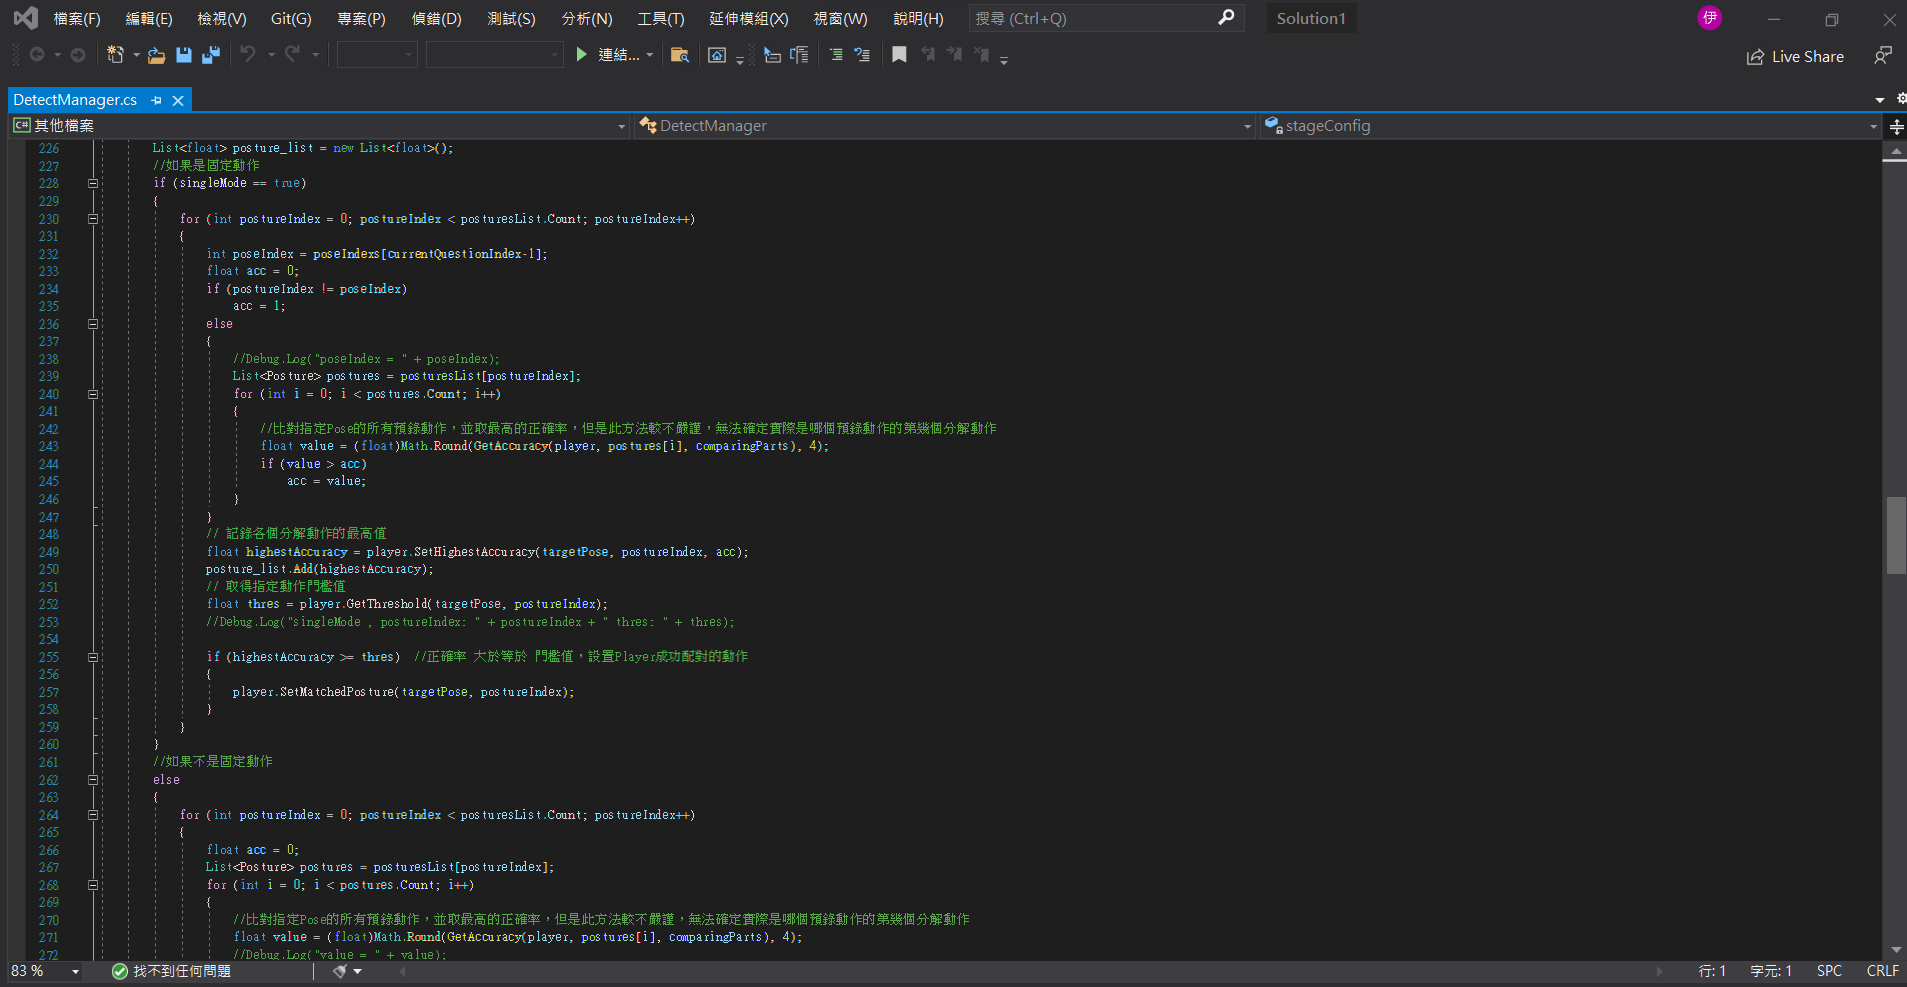 檔案(F) 編輯(E) 檢視(V) Git(G) 專案(P) 偵錯(D) 測試(S) 分析(N) 工具(T) 延伸模組(X) 視窗(W) 說明(H) 搜尋 (Ctrl+Q) Solution1 伊
連結... Live Share
DetectManager.cs
C# 其他檔案 DetectManager stageConfig
226 List<float> posture_list = new List<float>();
227 //如果是固定動作
228 if (singleMode == true)
229 {
230 for (int postureIndex = 0; postureIndex < posturesList.Count; postureIndex++)
231 {
232 int poseIndex = poseIndexs[currentQuestionIndex-1];
233 float acc = 0;
234 if (postureIndex != poseIndex)
235 acc = 1;
236 else
237 {
238 //Debug.Log("poseIndex = " + poseIndex);
239 List<Posture> postures = posturesList[postureIndex];
240 for (int i = 0; i < postures.Count; i++)
241 {
242 //比對指定Pose的所有預錄動作，並取最高的正確率，但是此方法較不嚴謹，無法確定實際是哪個預錄動作的第幾個分解動作
243 float value = (float)Math.Round(GetAccuracy(player, postures[i], comparingParts), 4);
244 if (value > acc)
245 acc = value;
246 }
247 }
248 // 記錄各個分解動作的最高值
249 float highestAccuracy = player.SetHighestAccuracy(targetPose, postureIndex, acc);
250 posture_list.Add(highestAccuracy);
251 // 取得指定動作門檻值
252 float thres = player.GetThreshold(targetPose, postureIndex);
253 //Debug.Log("singleMode , postureIndex: " + postureIndex + " thres: " + thres);
254
255 if (highestAccuracy >= thres) //正確率 大於等於 門檻值，設置Player成功配對的動作
256 {
257 player.SetMatchedPosture(targetPose, postureIndex);
258 }
259 }
260 }
261 //如果不是固定動作
262 else
263 {
264 for (int postureIndex = 0; postureIndex < posturesList.Count; postureIndex++)
265 {
266 float acc = 0;
267 List<Posture> postures = posturesList[postureIndex];
268 for (int i = 0; i < postures.Count; i++)
269 {
270 //比對指定Pose的所有預錄動作，並取最高的正確率，但是此方法較不嚴謹，無法確定實際是哪個預錄動作的第幾個分解動作
271 float value = (float)Math.Round(GetAccuracy(player, postures[i], comparingParts), 4);
272 //Debug.Log("value = " + value);
83 % 找不到任何問題 行: 1 字元: 1 SPC CRLF